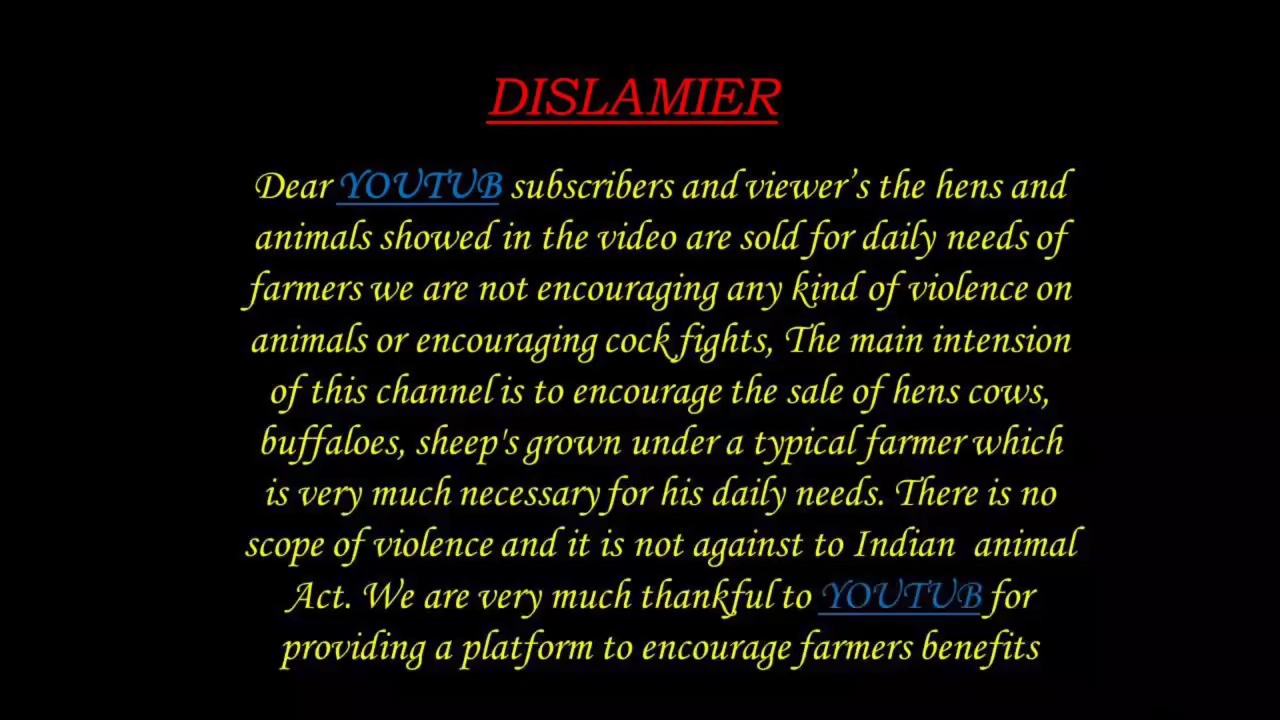 DISLAMIER
Dear YOUTUB subscribers and viewer’s the hens and
animals showed in the video are sold for daily needs of
farmers we are not encouraging any kind of violence on
animals or encouraging cock fights, The main intension
of this channel is to encourage the sale of hens cows,
buffaloes, sheep's grown under a typical farmer which
is very much necessary for his daily needs. There is no
scope of violence and it is not against to Indian  animal
Act. We are very much thankful to YOUTUB for
providing a platform to encourage farmers benefits